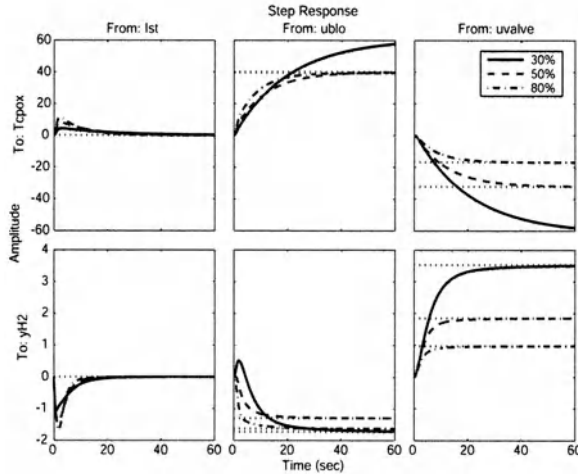 Step Response
From: Ist
From: ublo
From: uvalve
To: Tcpox
60
40
20
0
-20
-40
-60
30%
50%
80%
Amplitude
To: yH2
4
3
2
1
0
-1
-2
0 20 40 60
0 20 40 60
0 20 40 60
Time (sec)